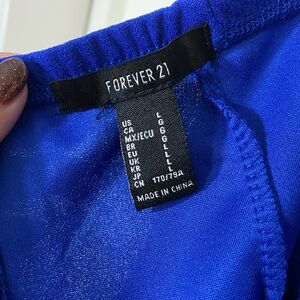 FOREVER 21
US L
CA G
MX/ECU G
BR G
EU L
UK L
KR L
JP L
CN 170/79A
MADE IN CHINA